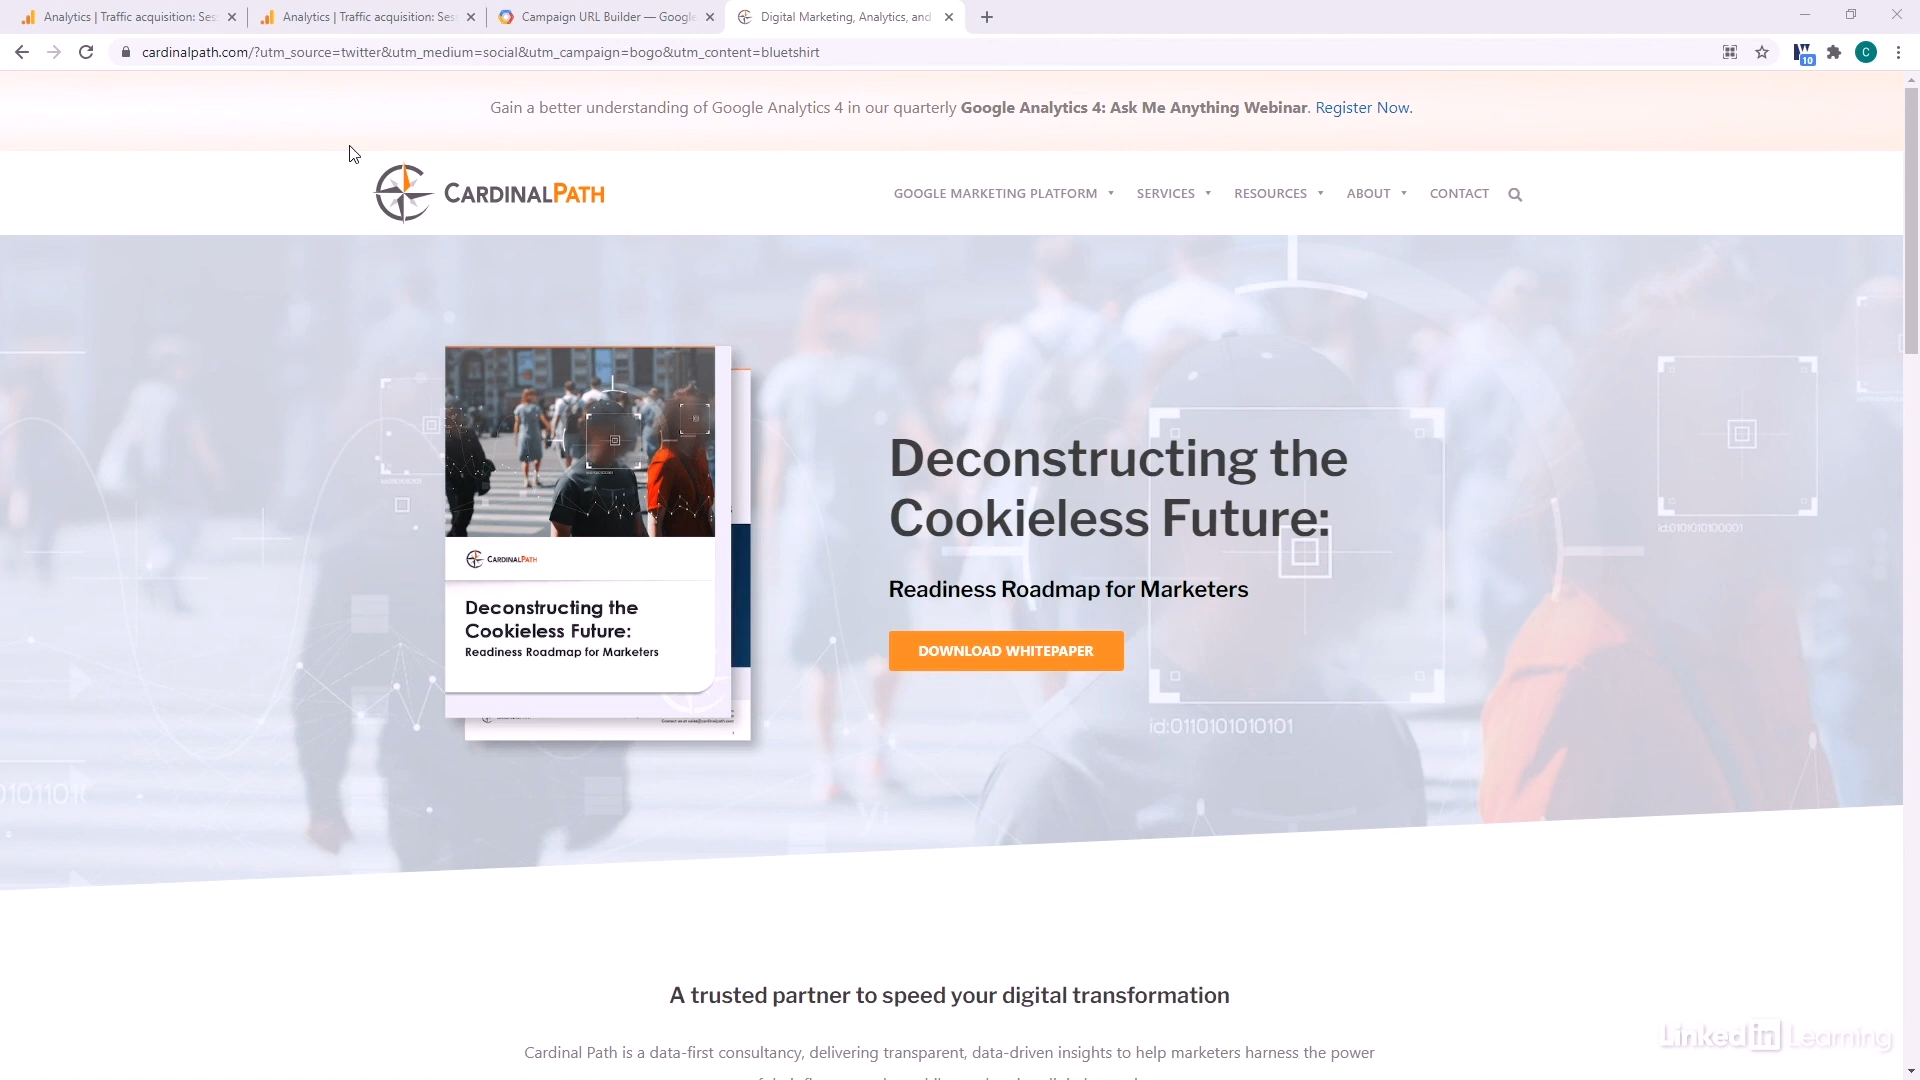 Analytics | Traffic acquisition: Ses
Analytics | Traffic acquisition: Ses
Campaign URL Builder — Google
Digital Marketing, Analytics, and
cardinalpath.com/?utm_source=twitter&utm_medium=social&utm_campaign=bogo&utm_content=bluetshirt
10
C
Gain a better understanding of Google Analytics 4 in our quarterly Google Analytics 4: Ask Me Anything Webinar. Register Now.
CARDINALPATH
GOOGLE MARKETING PLATFORM
SERVICES
RESOURCES
ABOUT
CONTACT
CARDINALPATH
Deconstructing the
Cookieless Future:
Readiness Roadmap for Marketers
Deconstructing the
Cookieless Future:
Readiness Roadmap for Marketers
DOWNLOAD WHITEPAPER
id:0110101010101
id:0101010100001
A trusted partner to speed your digital transformation
Cardinal Path is a data-first consultancy, delivering transparent, data-driven insights to help marketers harness the power
LinkedIn Learning